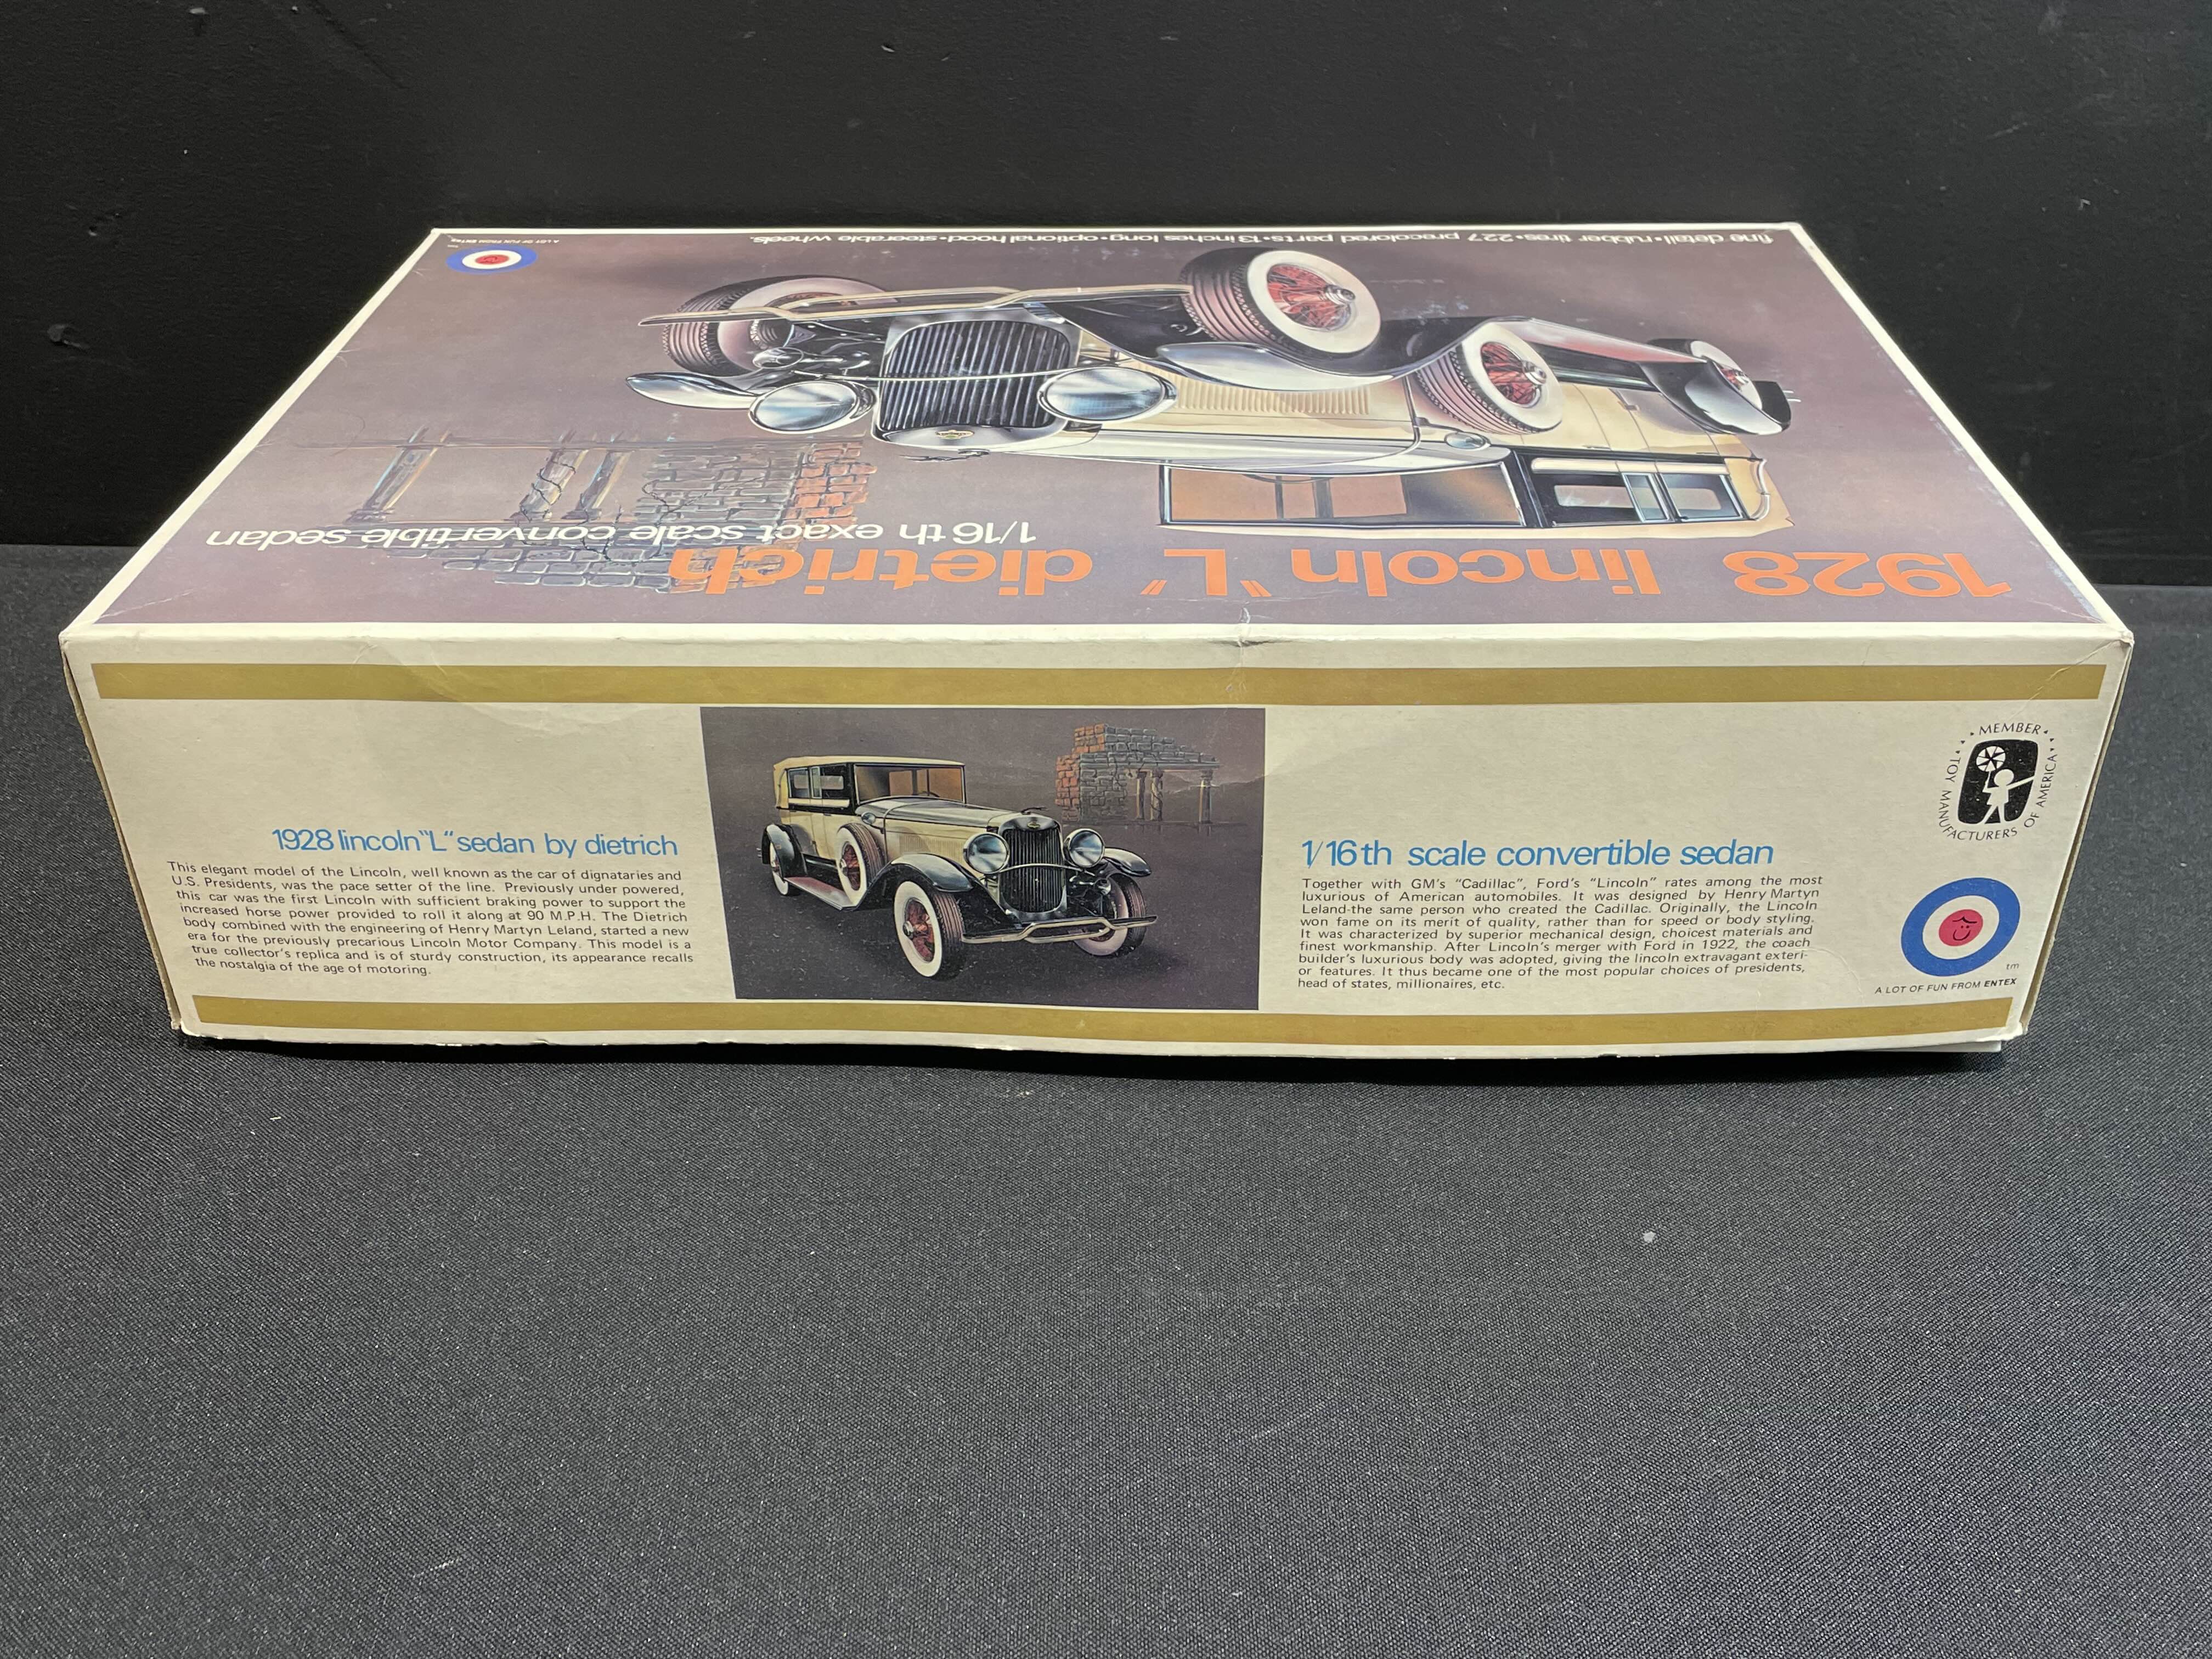 fine detail•rubber tires•227 precolored parts•13 inches long•optional hood•steerable wheels.
A LOT OF FUN FROM ENTEX
1928 lincoln "L" dietrich
1/16 th exact scale convertible sedan
1928 lincoln "L" sedan by dietrich
This elegant model of the Lincoln, well known as the car of dignataries and
U.S. Presidents, was the pace setter of the line. Previously under powered,
this car was the first Lincoln with sufficient braking power to support the
increased horse power provided to roll it along at 90 M.P.H. The Dietrich
body combined with the engineering of Henry Martyn Leland, started a new
era for the previously precarious Lincoln Motor Company. This model is a
true collector's replica and is of sturdy construction, its appearance recalls
the nostalgia of the age of motoring.
1/16th scale convertible sedan
Together with GM's "Cadillac", Ford's "Lincoln" rates among the most
luxurious of American automobiles. It was designed by Henry Martyn
Leland-the same person who created the Cadillac. Originally, the Lincoln
won fame on its merit of quality, rather than for speed or body styling.
It was characterized by superior mechanical design, choicest materials and
finest workmanship. After Lincoln's merger with Ford in 1922, the coach
builder's luxurious body was adopted, giving the lincoln extravagant exteri-
or features. It thus became one of the most popular choices of presidents,
head of states, millionaires, etc.
MEMBER
TOY MANUFACTURERS OF AMERICA
tm
A LOT OF FUN FROM ENTEX